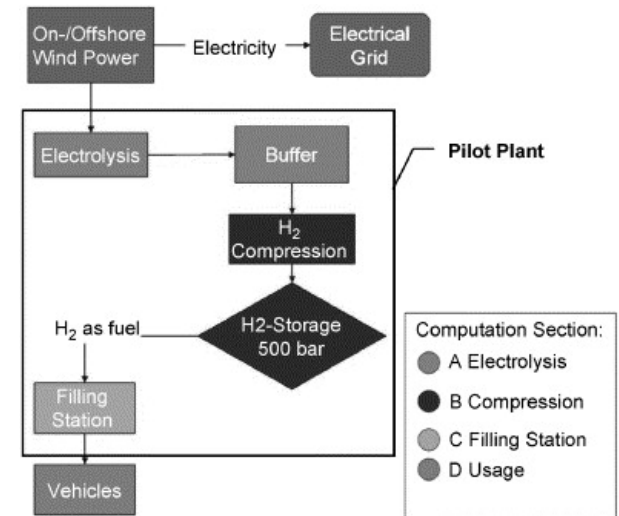 On-/Offshore
Wind Power
Electricity
Electrical
Grid
Electrolysis
Buffer
Pilot Plant
H₂
Compression
H₂ as fuel
H2-Storage
500 bar
Filling
Station
Vehicles
Computation Section:
A Electrolysis
B Compression
C Filling Station
D Usage